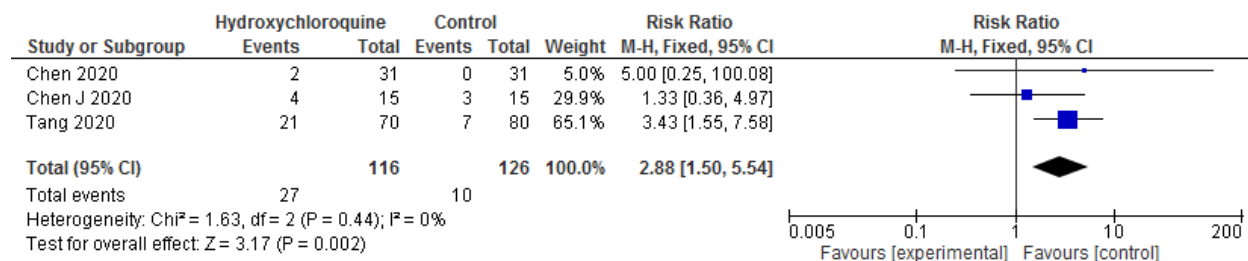 Hydroxychloroquine Control Risk Ratio Risk Ratio
Study or Subgroup Events Total Events Total Weight M-H, Fixed, 95% CI M-H, Fixed, 95% CI
Chen 2020 2 31 0 31 5.0% 5.00 [0.25, 100.08]
Chen J 2020 4 15 3 15 29.9% 1.33 [0.36, 4.97]
Tang 2020 21 70 7 80 65.1% 3.43 [1.55, 7.58]
Total (95% CI) 116 126 100.0% 2.88 [1.50, 5.54]
Total events 27 10
Heterogeneity: Chi² = 1.63, df = 2 (P = 0.44); I² = 0%
Test for overall effect: Z = 3.17 (P = 0.002)
0.005 0.1 1 10 200
Favours [experimental] Favours [control]